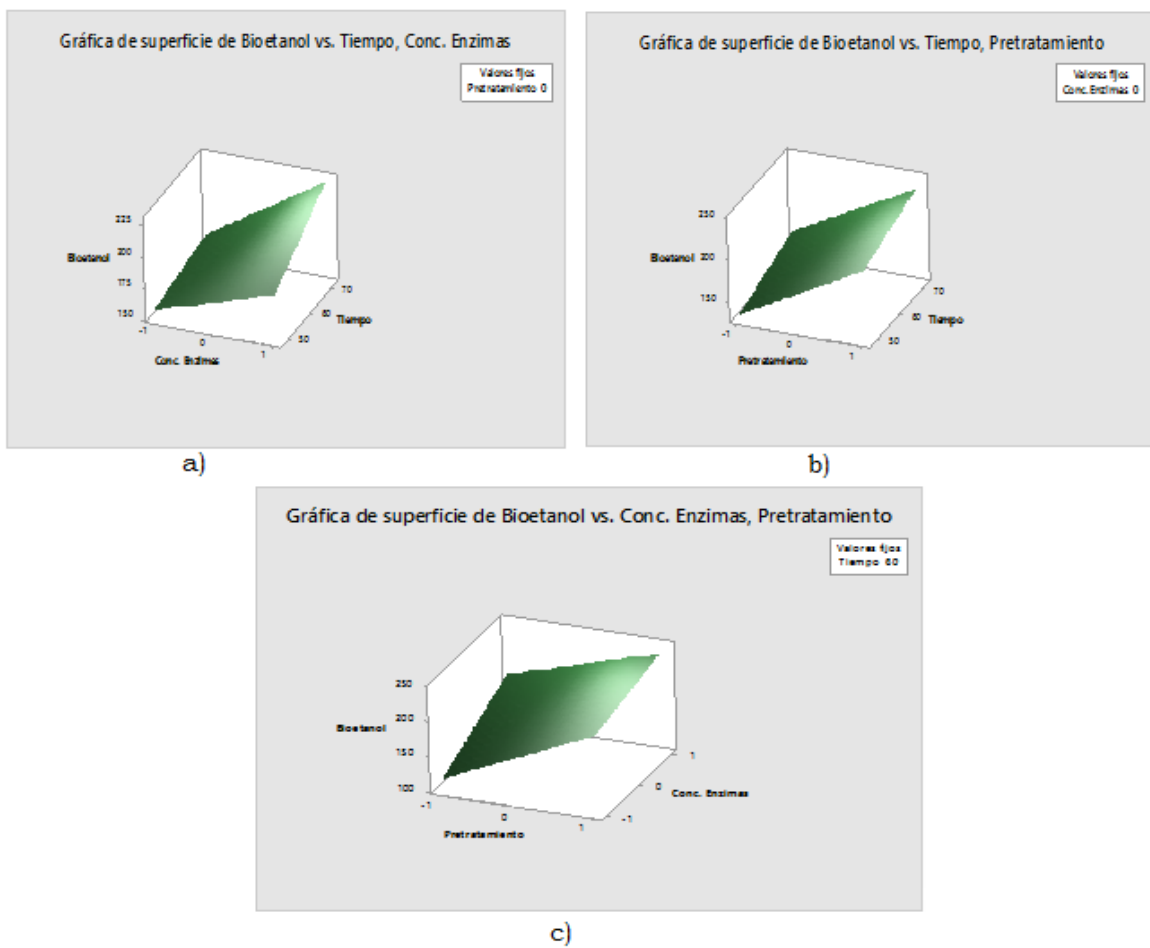 Gráfica de superficie de Bioetanol vs. Tiempo, Conc. Enzimas
Valores fijos
Pretratamiento 0
225
200
175
150
Bioetanol
-1
0
1
Conc. Enzimas
50
60
70
Tiempo
a)
Gráfica de superficie de Bioetanol vs. Tiempo, Pretratamiento
Valores fijos
Conc.Enzimas 0
250
200
150
Bioetanol
-1
0
1
Pretratamiento
50
60
70
Tiempo
b)
Gráfica de superficie de Bioetanol vs. Conc. Enzimas, Pretratamiento
Valores fijos
Tiempo 60
250
200
150
100
Bioetanol
-1
0
1
Pretratamiento
-1
0
1
Conc. Enzimas
c)